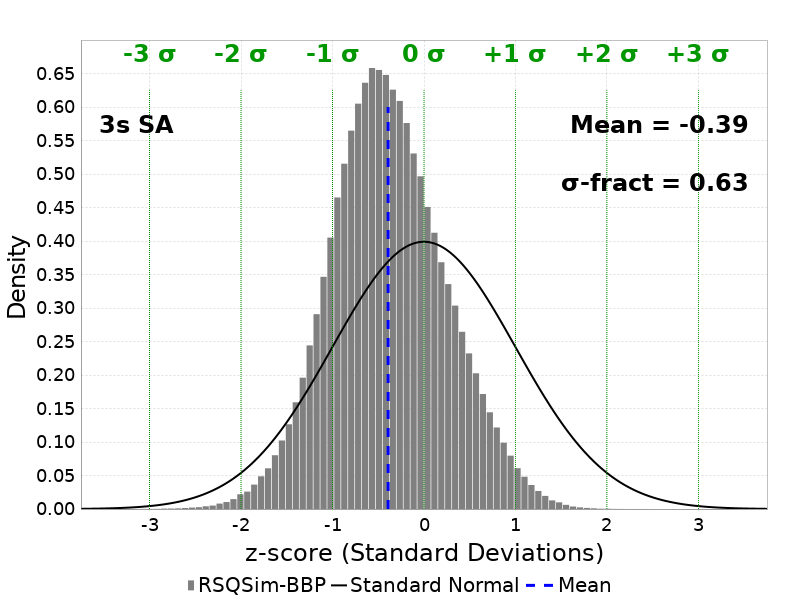 -3 σ -2 σ -1 σ 0 σ +1 σ +2 σ +3 σ
3s SA
Mean = -0.39
σ-fract = 0.63
0.65
0.60
0.55
0.50
0.45
0.40
0.35
0.30
0.25
0.20
0.15
0.10
0.05
0.00
Density
-3 -2 -1 0 1 2 3
z-score (Standard Deviations)
RSQSim-BBP Standard Normal Mean